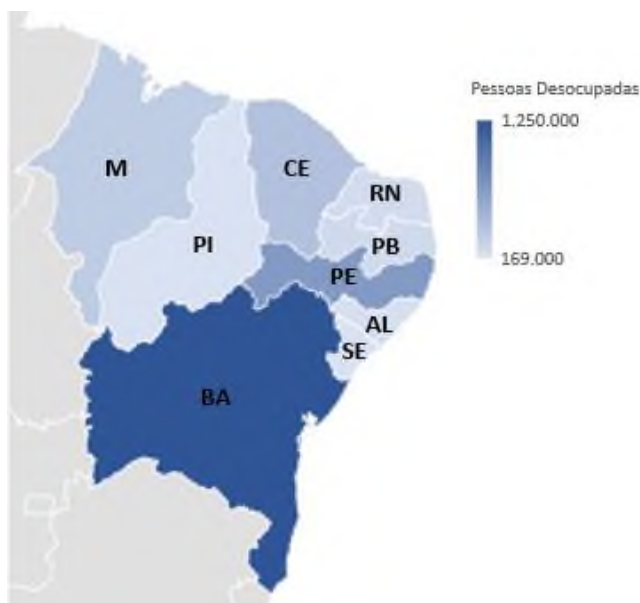 Pessoas Desocupadas
1,250.000
169.000
M
CE
RN
PI
PB
PE
AL
SE
BA